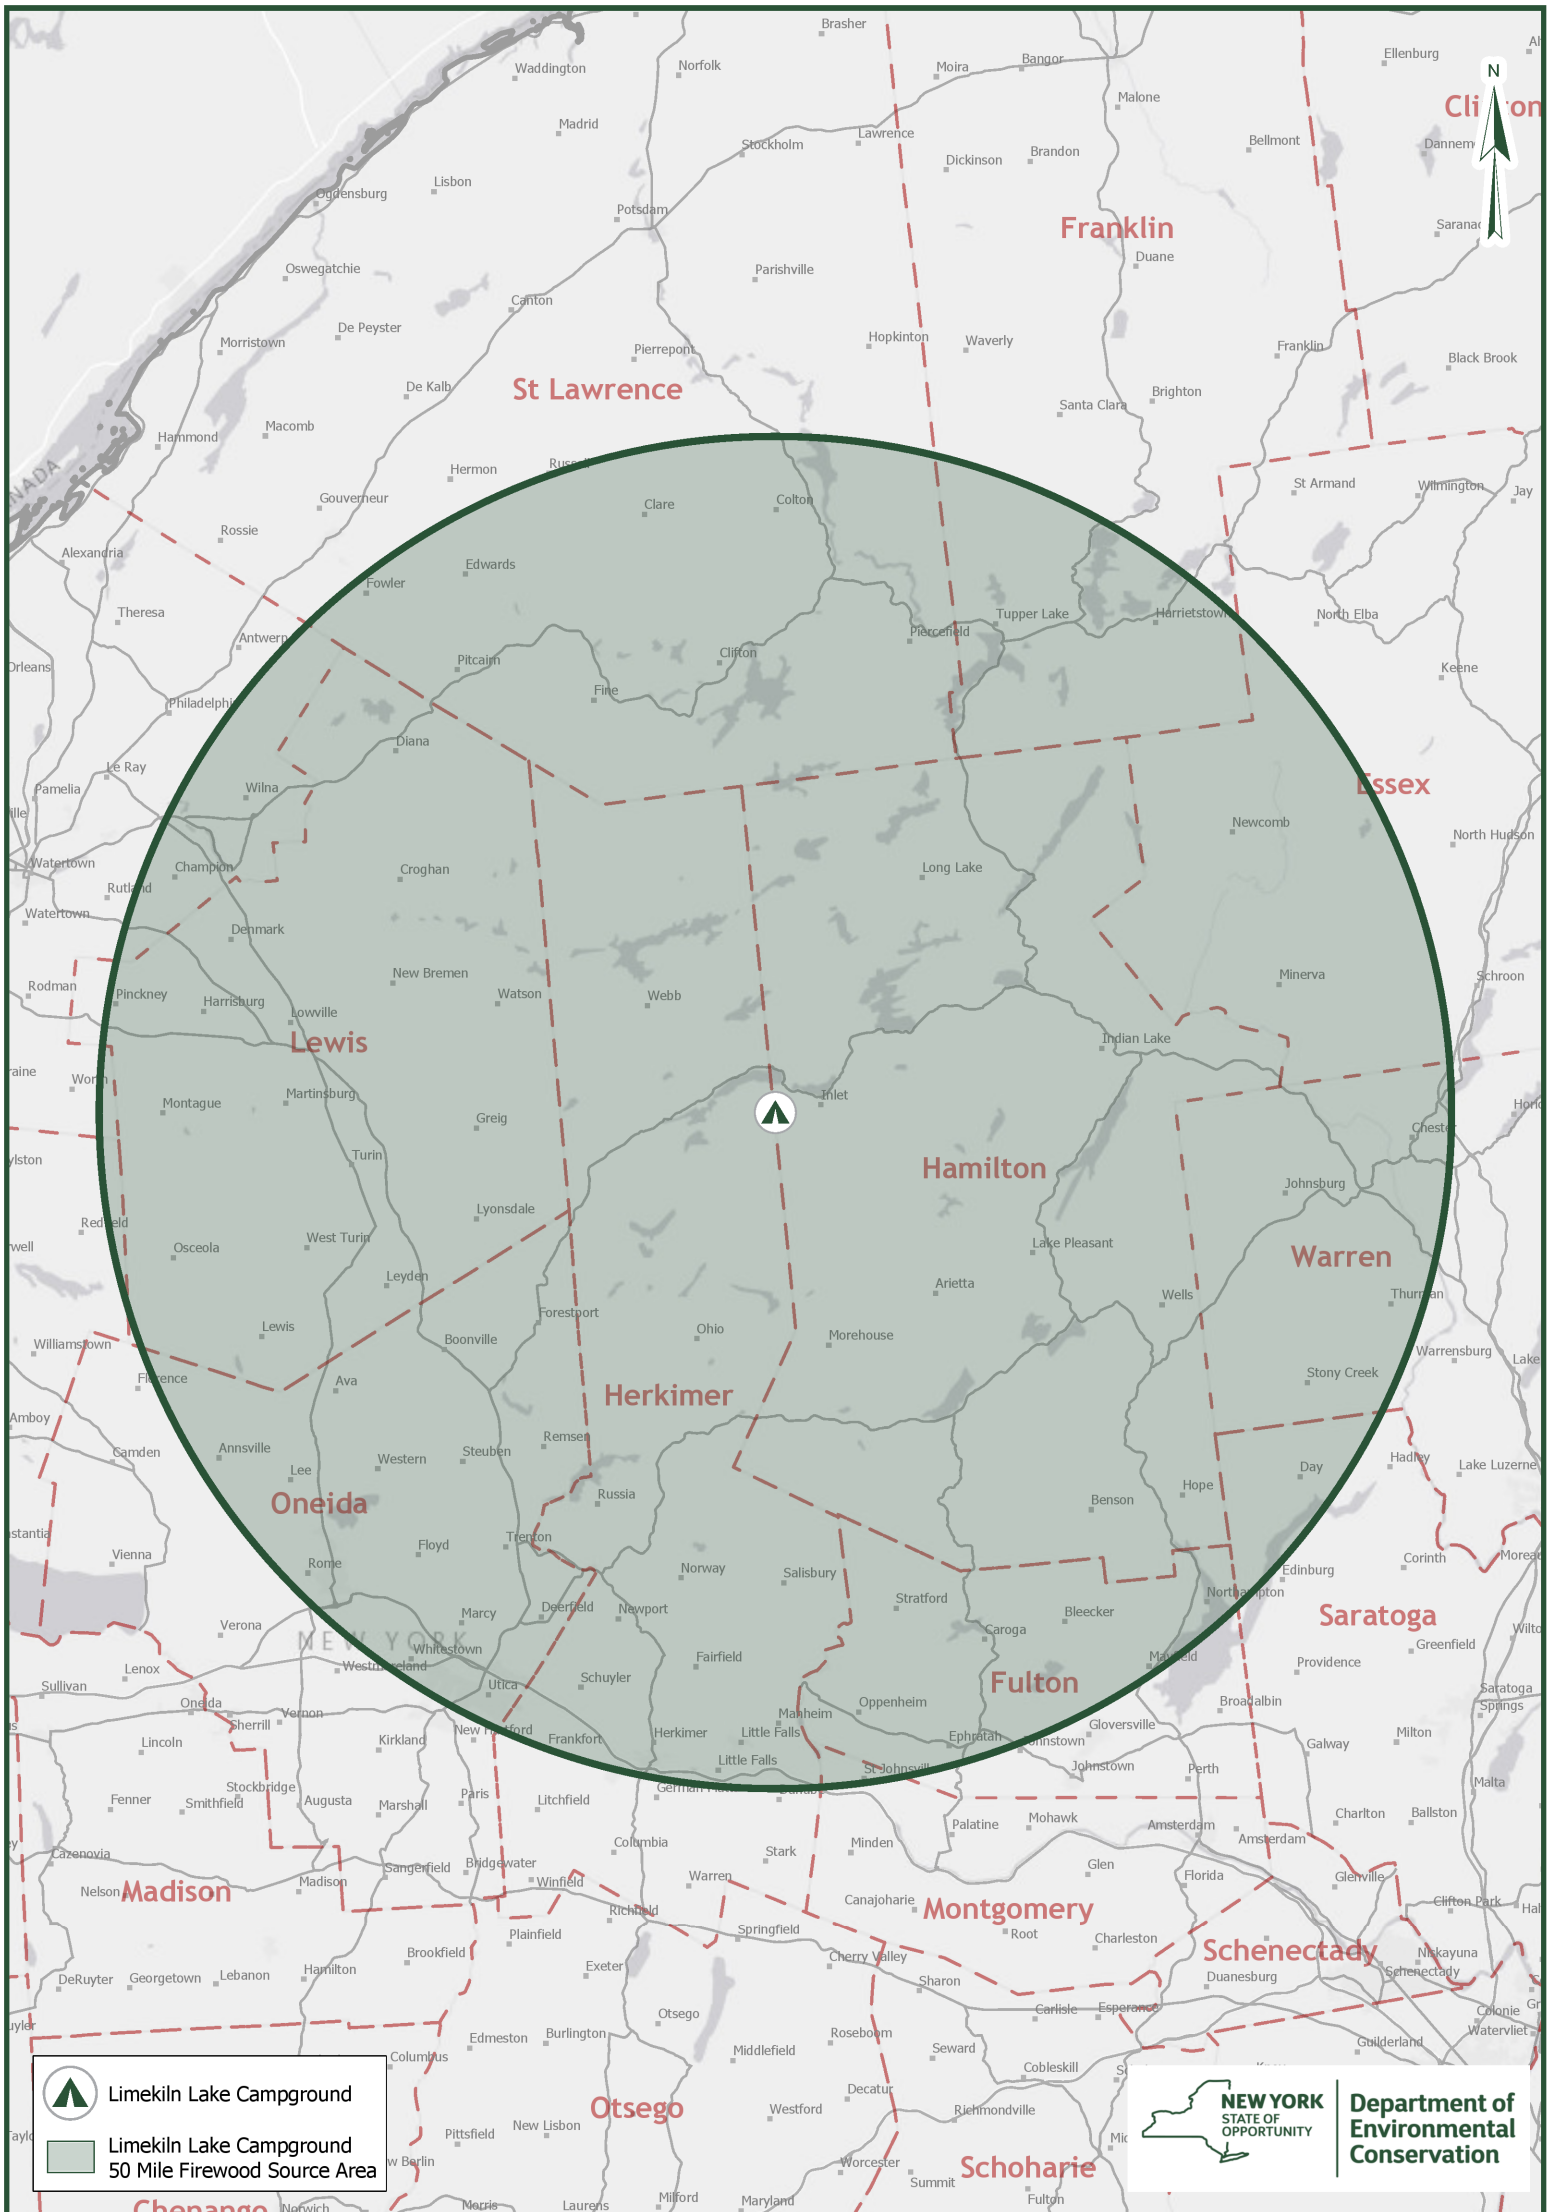 Brasher
Waddington
Norfolk
Moira
Bangor
Ellenburg
N
Malone
Madrid
Stockholm
Lawrence
Bellmont
Dickinson
Brandon
Lisbon
Ogdensburg
Potsdam
Franklin
Duane
Oswegatchie
Parishville
Canton
De Peyster
Morristown
Hopkinton
Waverly
Franklin
Pierrepont
Black Brook
St Lawrence
De Kalb
Brighton
Santa Clara
Macomb
Hammond
Hermon
Gouverneur
Clare
Colton
St Armand
Wilmington
Jay
Rossie
Alexandria
Edwards
Fowler
Theresa
Tupper Lake
Harrietstown
North Elba
Antwerp
Piercefield
Orleans
Pitcairn
Clifton
Keene
Fine
Diana
Le Ray
Essex
Pamelia
Wilna
Newcomb
North Hudson
Watertown
Champion
Croghan
Long Lake
Rutland
Watertown
Denmark
New Bremen
Minerva
Schroon
Rodman
Pinckney
Harrisburg
Watson
Webb
Lowville
Lewis
Indian Lake
Worth
Montague
Martinsburg
Inlet
Greig
Chester
Turin
Hamilton
Johnsburg
Lyonsdale
Redfield
Osceola
West Turin
Lake Pleasant
Warren
Leyden
Arietta
Wells
Thurman
Forestport
Lewis
Boonville
Ohio
Morehouse
Williamstown
Warrensburg
Lake
Florence
Ava
Stony Creek
Herkimer
Amboy
Camden
Annsville
Lee
Western
Steuben
Remsen
Hadley
Lake Luzerne
Day
Oneida
Russia
Benson
Hope
Vienna
Floyd
Trenton
Rome
Norway
Salisbury
Corinth
Edinburg
Northampton
Verona
Marcy
Deerfield
Newport
Stratford
Bleecker
Saratoga
NEW YORK
Whitestown
Westmoreland
Caroga
Greenfield
Fairfield
Mayfield
Providence
Lenox
Sullivan
Utica
Schuyler
Fulton
Saratoga
Springs
Oneida
Sherrill
Vernon
Oppenheim
Manheim
Broadalbin
New Hartford
Frankfort
Herkimer
Little Falls
Ephratah
Johnstown
Gloversville
Milton
Lincoln
Kirkland
Galway
Little Falls
St Johnsville
Johnstown
Perth
Malta
Stockbridge
Fenner
Smithfield
Augusta
Marshall
Paris
Litchfield
Palatine
Mohawk
Amsterdam
Amsterdam
Charlton
Ballston
Cazenovia
Sangerfield
Bridgewater
Columbia
Stark
Minden
Glen
Nelson
Madison
Madison
Winfield
Warren
Florida
Glenville
Richfield
Canajoharie
Montgomery
Clifton Park
Plainfield
Springfield
Root
Charleston
Brookfield
Cherry Valley
Schenectady
Niskayuna
DeRuyter
Georgetown
Lebanon
Hamilton
Exeter
Sharon
Duanesburg
Schenectady
Otsego
Carlisle
Esperance
Colonie
Edmeston
Burlington
Roseboom
Watervliet
Columbus
Middlefield
Seward
Guilderland
Cobleskill
Otsego
Decatur
Westford
Richmondville
New Lisbon
Pittsfield
Worcester
Summit
Schoharie
Fulton
Milford
Maryland
Laurens
Morris
Norwich
Chenango
Limekiln Lake Campground
Limekiln Lake Campground
50 Mile Firewood Source Area
NEW YORK
STATE OF
OPPORTUNITY
Department of
Environmental
Conservation